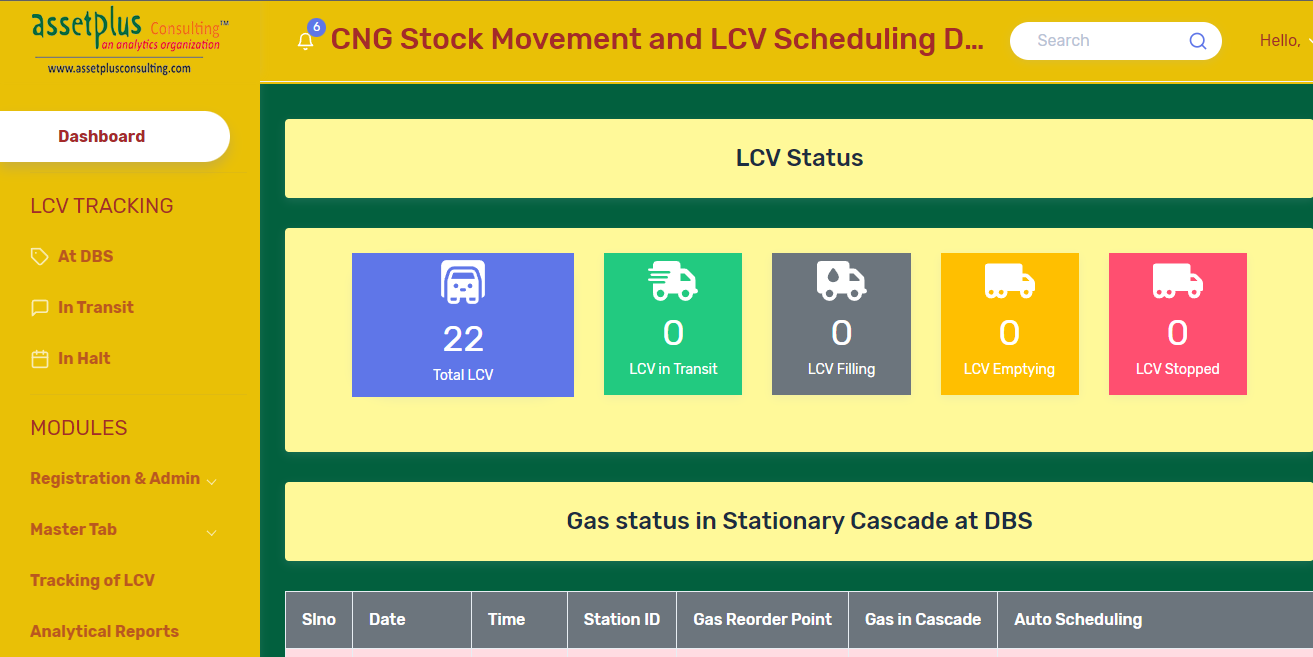 assetplus Consulting™
an analytics organization
www.assetplusconsulting.com
6
CNG Stock Movement and LCV Scheduling D...
Search
Hello,
Dashboard
LCV TRACKING
At DBS
In Transit
In Halt
MODULES
Registration & Admin
Master Tab
Tracking of LCV
Analytical Reports
LCV Status
22
Total LCV
0
LCV in Transit
0
LCV Filling
0
LCV Emptying
0
LCV Stopped
Gas status in Stationary Cascade at DBS
Slno Date Time Station ID Gas Reorder Point Gas in Cascade Auto Scheduling